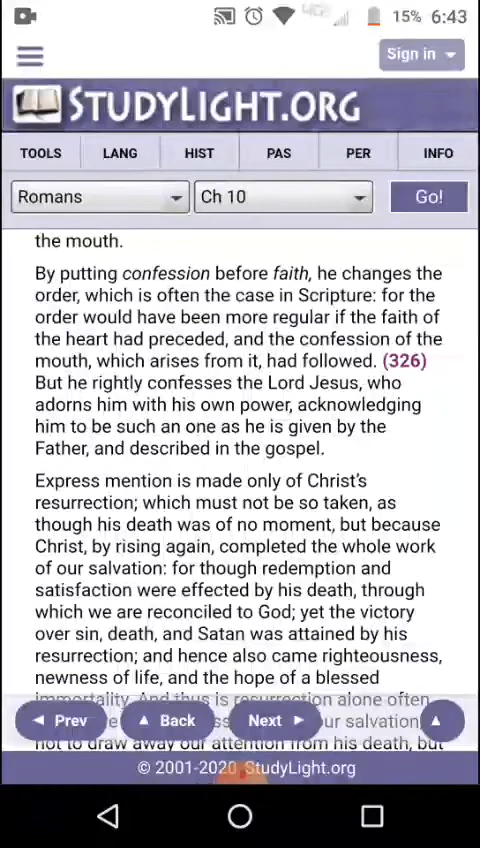 15% 6:43
Sign in
STUDYLIGHT.ORG
TOOLS LANG HIST PAS PER INFO
Romans Ch 10 Go!
the mouth.
By putting confession before faith, he changes the
order, which is often the case in Scripture: for the
order would have been more regular if the faith of
the heart had preceded, and the confession of the
mouth, which arises from it, had followed. (326)
But he rightly confesses the Lord Jesus, who
adorns him with his own power, acknowledging
him to be such an one as he is given by the
Father, and described in the gospel.
Express mention is made only of Christ’s
resurrection; which must not be so taken, as
though his death was of no moment, but because
Christ, by rising again, completed the whole work
of our salvation: for though redemption and
satisfaction were effected by his death, through
which we are reconciled to God; yet the victory
over sin, death, and Satan was attained by his
resurrection; and hence also came righteousness,
newness of life, and the hope of a blessed
immortality. And thus is resurrection alone often
Prev Back Next our salvation
not to draw away our attention from his death, but
© 2001-2020 StudyLight.org